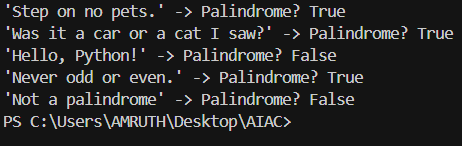 'Step on no pets.' -> Palindrome? True
'Was it a car or a cat I saw?' -> Palindrome? True
'Hello, Python!' -> Palindrome? False
'Never odd or even.' -> Palindrome? True
'Not a palindrome' -> Palindrome? False
PS C:\Users\AMRUTH\Desktop\AIAC>